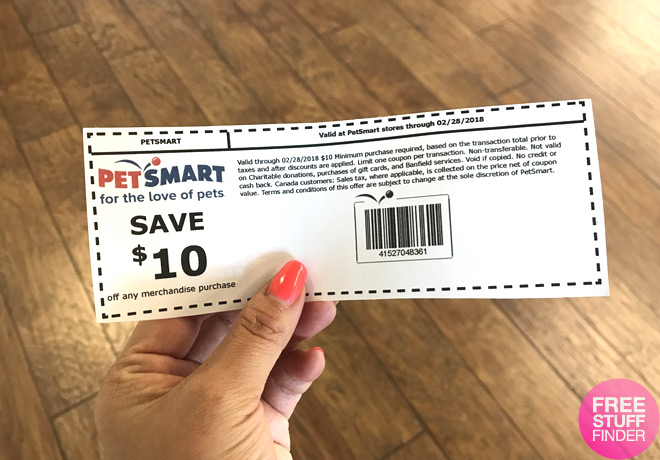 PETSMART
Valid at PetSmart stores through 02/28/2018
PETSMART
for the love of pets
SAVE
$10
off any merchandise purchase
Valid through 02/28/2018 $10 Minimum purchase required, based on the transaction total prior to
taxes and after discounts are applied. Limit one coupon per transaction. Non-transferable. Not valid
on Charitable donations, purchases of gift cards, and Banfield services. Void if copied. No credit or
cash back. Canada customers: Sales tax, where applicable, is collected on the price net of coupon
value. Terms and conditions of this offer are subject to change at the sole discretion of PetSmart.
41527048361
FREE
STUFF
FINDER